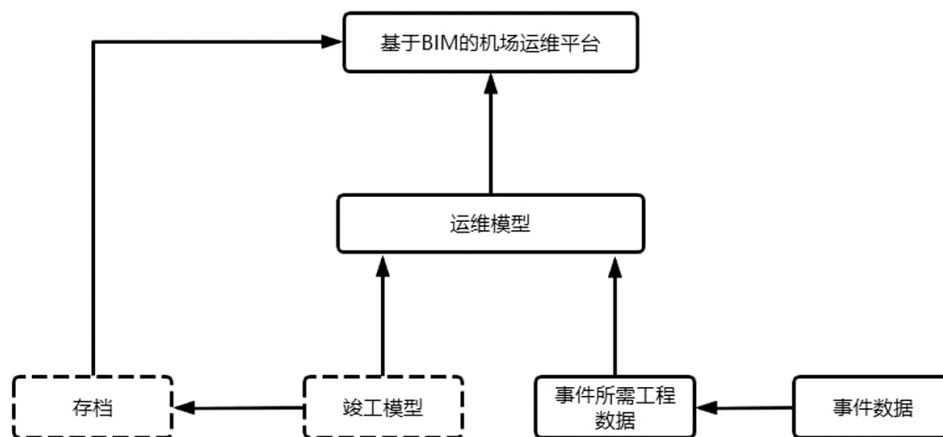 基于BIM的机场运维平台
运维模型
存档
竣工模型
事件所需工程
数据
事件数据